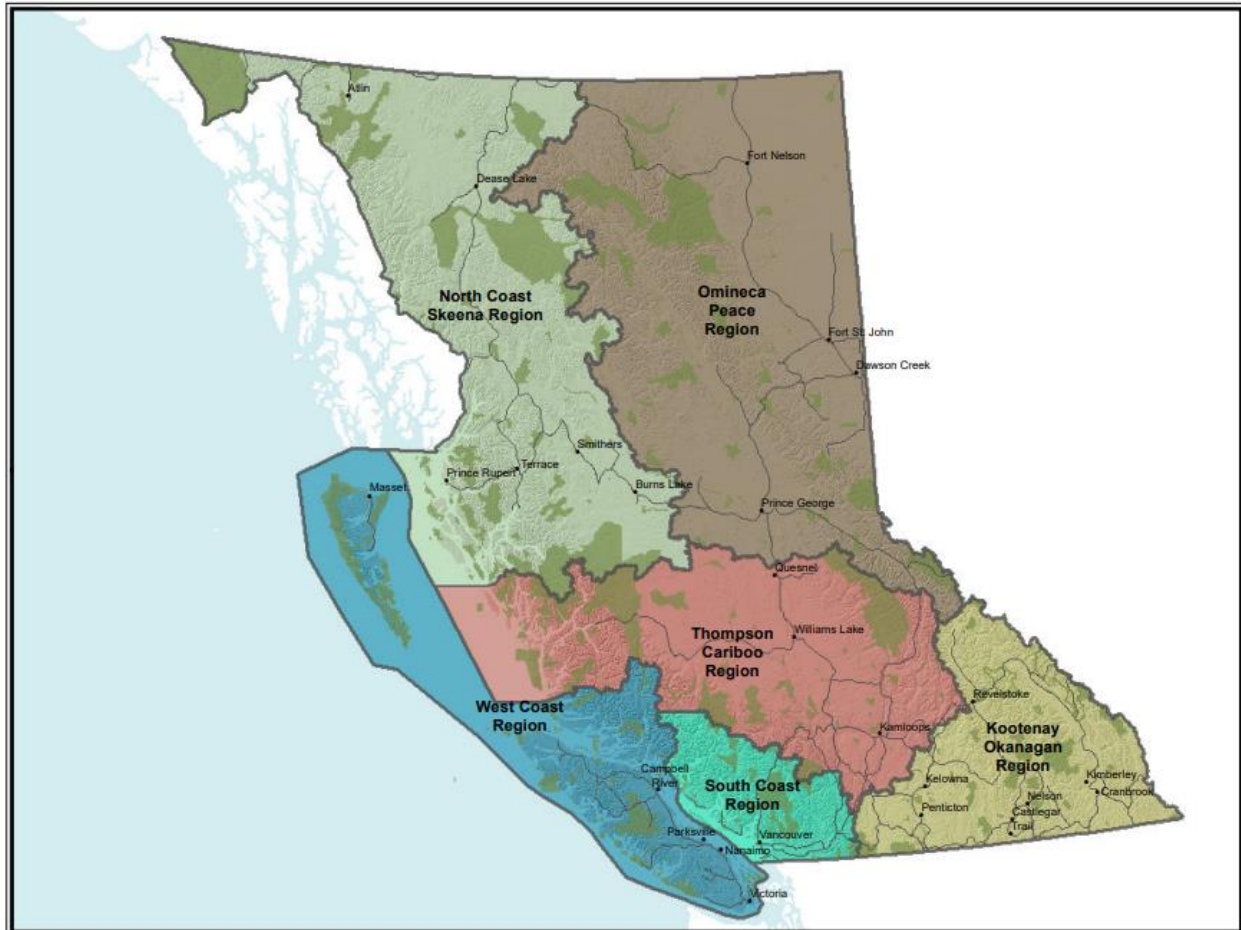 Atlin
Fort Nelson
Dease Lake
North Coast
Skeena Region
Omineca
Peace
Region
Fort St. John
Dawson Creek
Smithers
Terrace
Prince Rupert
Burns Lake
Masset
Prince George
Quesnel
Williams Lake
Thompson
Cariboo
Region
Revelstoke
West Coast
Region
Kamloops
Kootenay
Okanagan
Region
Campbell
River
South Coast
Region
Kelowna
Kimberley
Cranbrook
Nelson
Penticton
Castlegar
Trail
Parksville
Vancouver
Nanaimo
Victoria